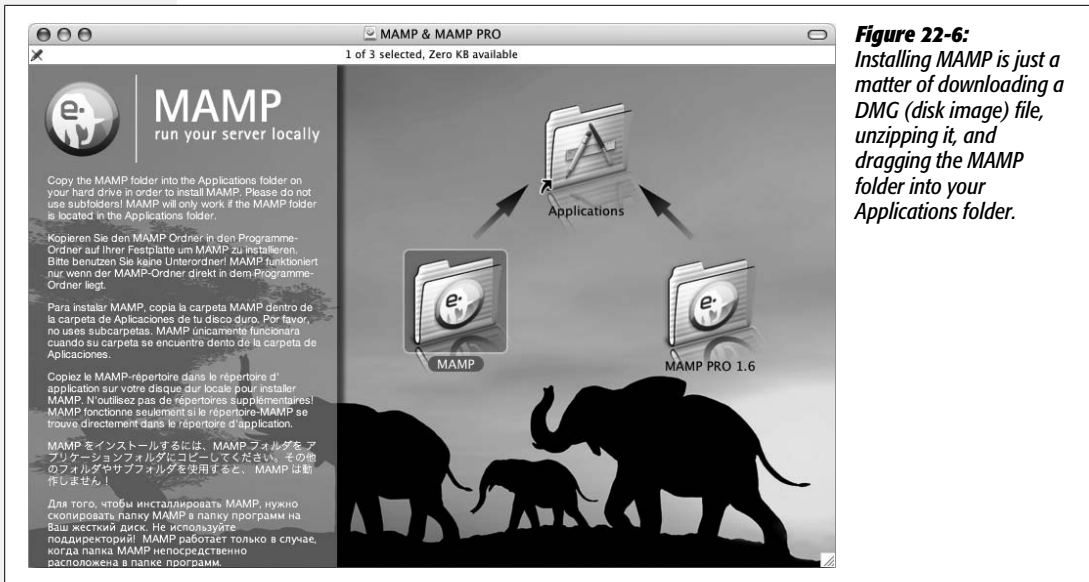 MAMP & MAMP PRO
1 of 3 selected, Zero KB available
e.
MAMP
run your server locally
Copy the MAMP folder into the Applications folder on
your hard drive in order to install MAMP. Please do not
use subfolders! MAMP will only work if the MAMP folder
is located in the Applications folder.
Kopieren Sie den MAMP Ordner in den Programme-
Ordner auf Ihrer Festplatte um MAMP zu installieren.
Bitte benutzen Sie keine Unterordner! MAMP funktioniert
nur wenn der MAMP-Ordner direkt in dem Programme-
Ordner liegt.
Para instalar MAMP, copia la carpeta MAMP dentro de
la carpeta de Aplicaciones de tu disco duro. Por favor,
no uses subcarpetas. MAMP únicamente funcionara
cuando su carpeta se encuentre dento de la carpeta de
Aplicaciones.
Copiez le MAMP-répertoire dans le répertoire d'
application sur votre disque dur locale pour installer
MAMP. N'outilisez pas de répertoires supplémentaires!
MAMP fonctionne seulement si le répertoire-MAMP se
trouve directement dans le répertoire d'application.
MAMP をインストールするには、MAMP フォルダを ア
プリケーションフォルダにコピーしてください。その他
のフォルダやサブフォルダを使用すると、 MAMP は動
作しません！
Для того, чтобы инсталлировать MAMP, нужно
скопировать папку MAMP в папку программ на
Ваш жесткий диск. Не используйте
поддиректорий! MAMP работает только в случае,
когда папка MAMP непосредственно
расположена в папке программ.
Applications
e.
MAMP
e.
MAMP PRO 1.6
Figure 22-6:
Installing MAMP is just a
matter of downloading a
DMG (disk image) file,
unzipping it, and
dragging the MAMP
folder into your
Applications folder.